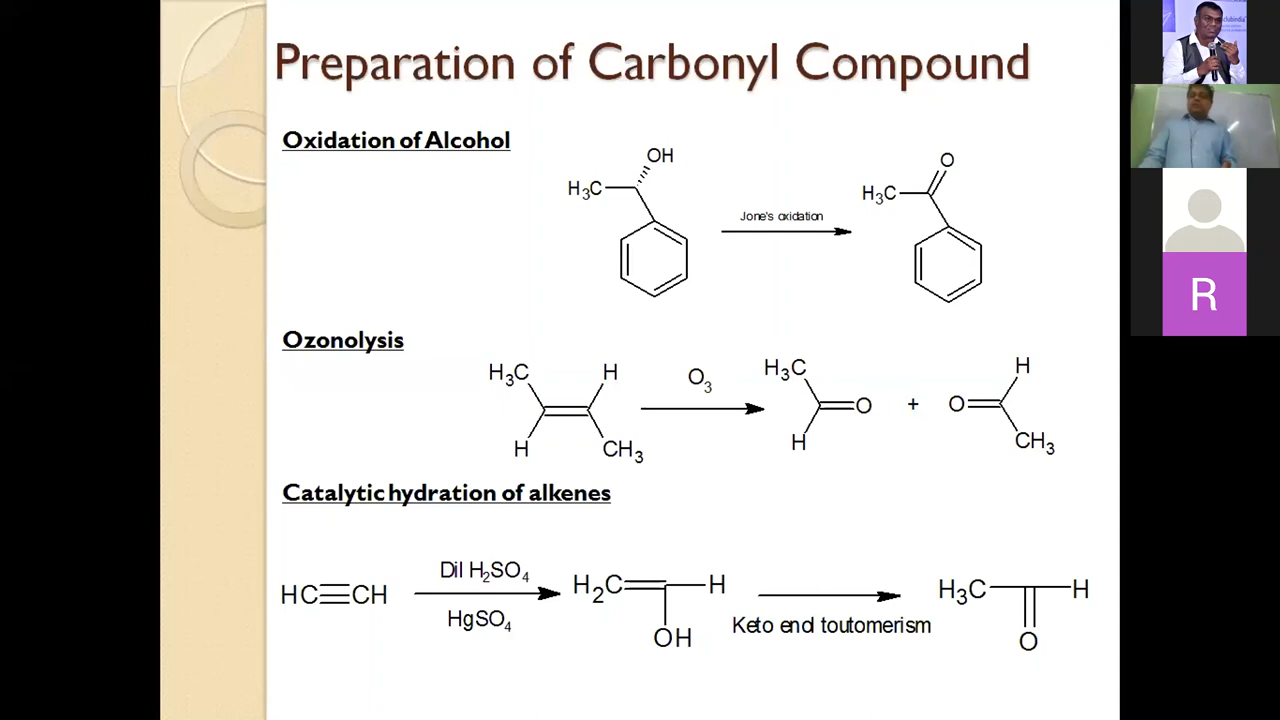 Preparation of Carbonyl Compound
Oxidation of Alcohol
OH
H3C
Jone's oxidation
O
H3C
Ozonolysis
H3C H
H CH3
O3
H3C
H
O
+
O
H
CH3
Catalytic hydration of alkenes
HC≡CH
Dil H2SO4
HgSO4
H2C H
OH
Keto enol toutomerism
H3C H
O
R
clubindia